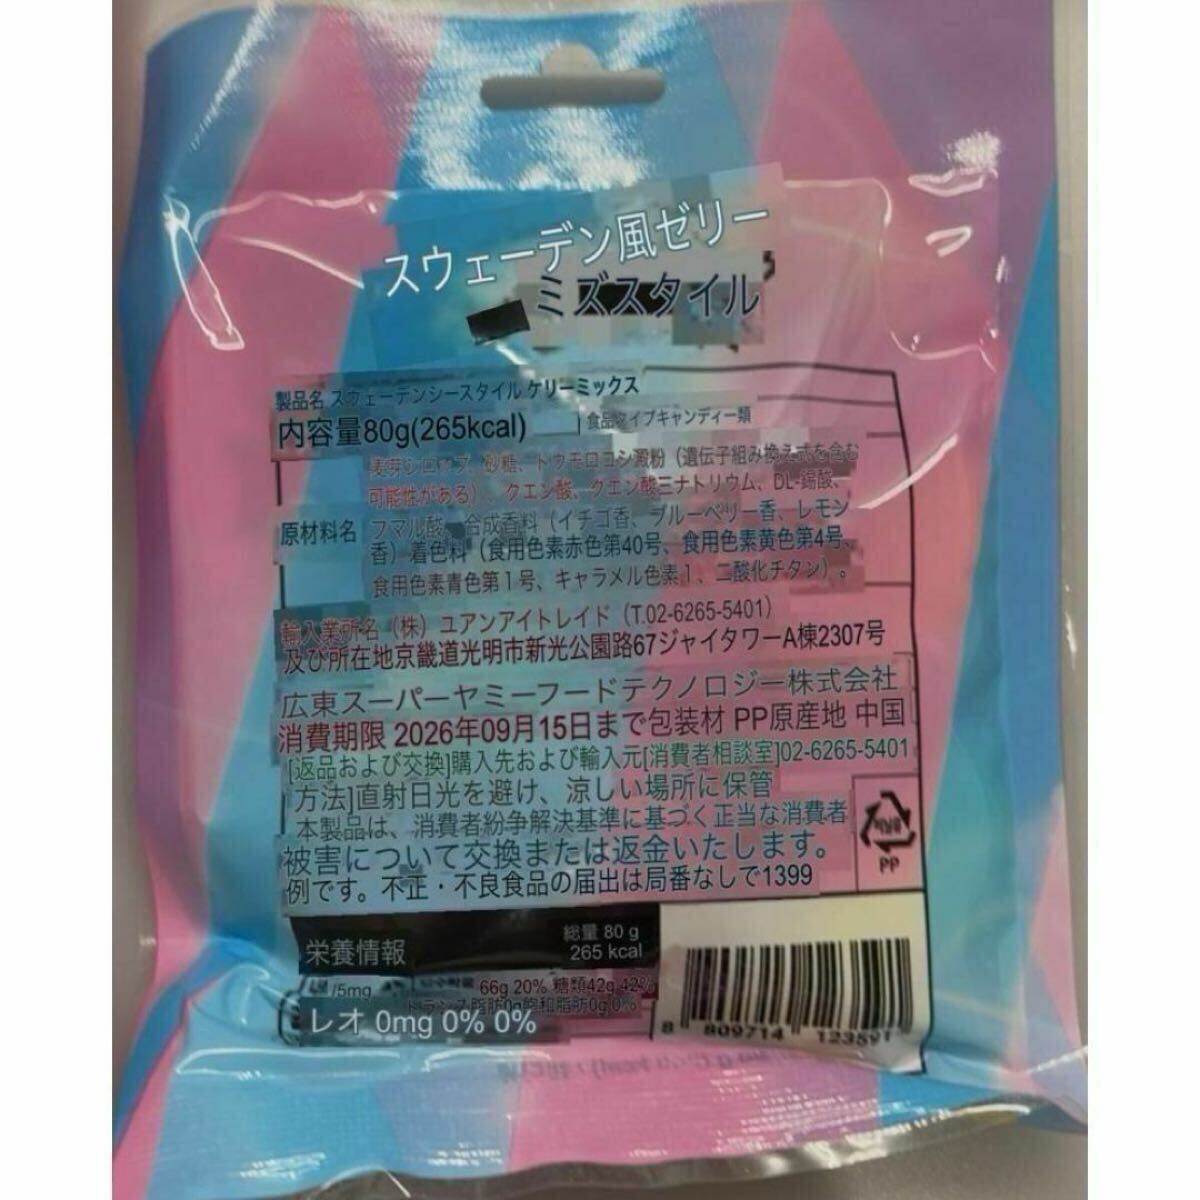 スウェーデン風ゼリー
ミズスタイル
製品名 スウェーデンシースタイル ケリーミックス
内容量80g(265kcal)
食品タイプキャンディー類
麦芽シロップ、砂糖、トウモロコシ澱粉（遺伝子組み換え式を含む
可能性がある）、クエン酸、クエン酸三ナトリウム、DL-錫酸、
原材料名
フマル酸、合成香料（イチゴ香、ブルーベリー香、レモン
香）着色料（食用色素赤色第40号、食用色素黄色第4号、
食用色素青色第1号、キャラメル色素1、二酸化チタン）。
輸入業所名（株）ユアンアイトレイド（T.02-6265-5401）
及び所在地京畿道光明市新光公園路67ジャイタワーA棟2307号
広東スーパーヤミーフードテクノロジー株式会社
消費期限 2026年09月15日まで包装材 PP原産地 中国
[返品および交換]購入先および輸入元[消費者相談室]02-6265-5401
方法]直射日光を避け、涼しい場所に保管
本製品は、消費者紛争解決基準に基づく正当な消費者
被害について交換または返金いたします。
例です。不正・不良食品の届出は局番なしで1399
PP
栄養情報
総量 80 g
265 kcal
/5mg
66g 20% 糖類42g 42%
トランス脂肪0g飽和脂肪0g 0%
レオ 0mg 0% 0%
8 809714 123591